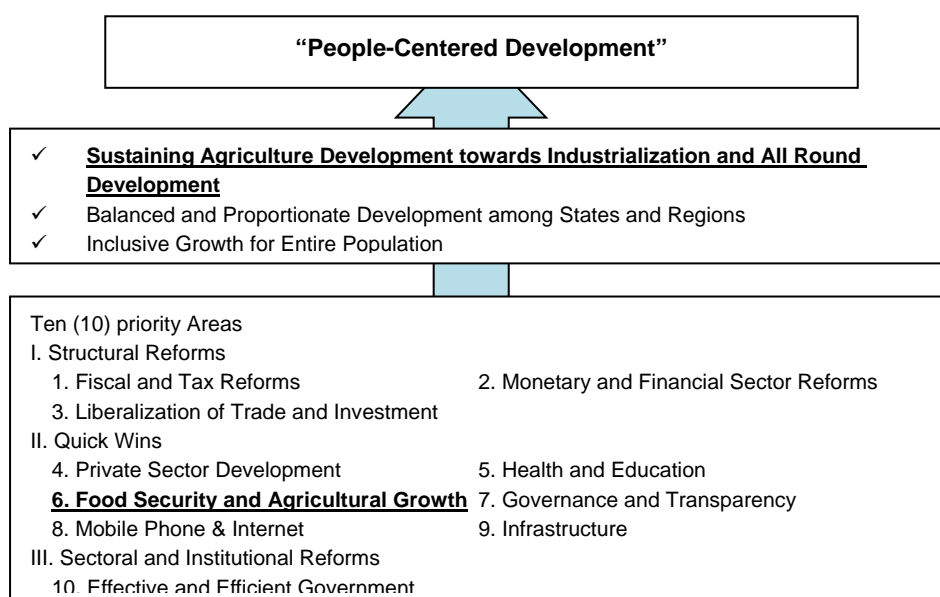 “People-Centered Development”
✓ Sustaining Agriculture Development towards Industrialization and All Round
Development
✓ Balanced and Proportionate Development among States and Regions
✓ Inclusive Growth for Entire Population
Ten (10) priority Areas
I. Structural Reforms
1. Fiscal and Tax Reforms 2. Monetary and Financial Sector Reforms
3. Liberalization of Trade and Investment
II. Quick Wins
4. Private Sector Development 5. Health and Education
6. Food Security and Agricultural Growth 7. Governance and Transparency
8. Mobile Phone & Internet 9. Infrastructure
III. Sectoral and Institutional Reforms
10. Effective and Efficient Government